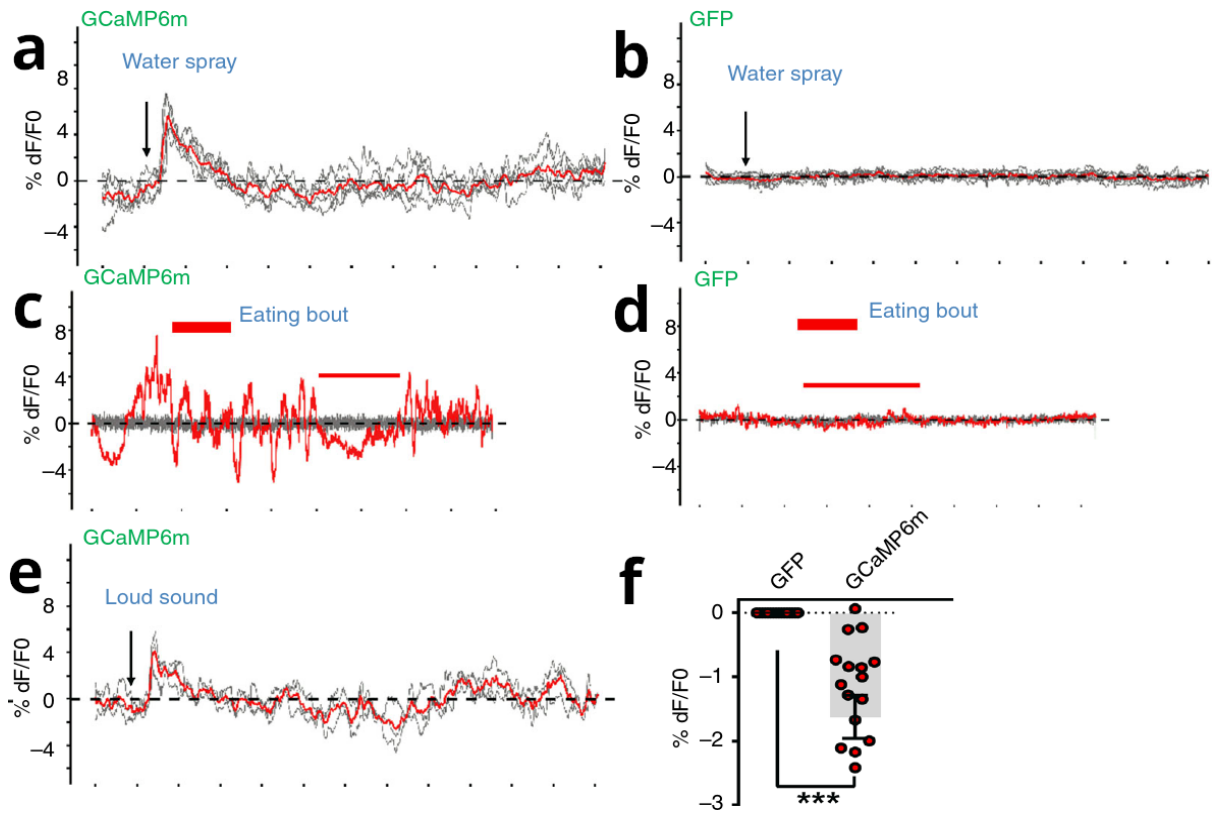 a
GCaMP6m
Water spray
% dF/F0
8
4
0
−4
b
GFP
Water spray
% dF/F0
8
4
0
−4
c
GCaMP6m
Eating bout
% dF/F0
8
4
0
−4
d
GFP
Eating bout
% dF/F0
8
4
0
−4
e
GCaMP6m
Loud sound
% dF/F0
8
4
0
−4
f
GFP
GCaMP6m
% dF/F0
0
−1
−2
−3
***